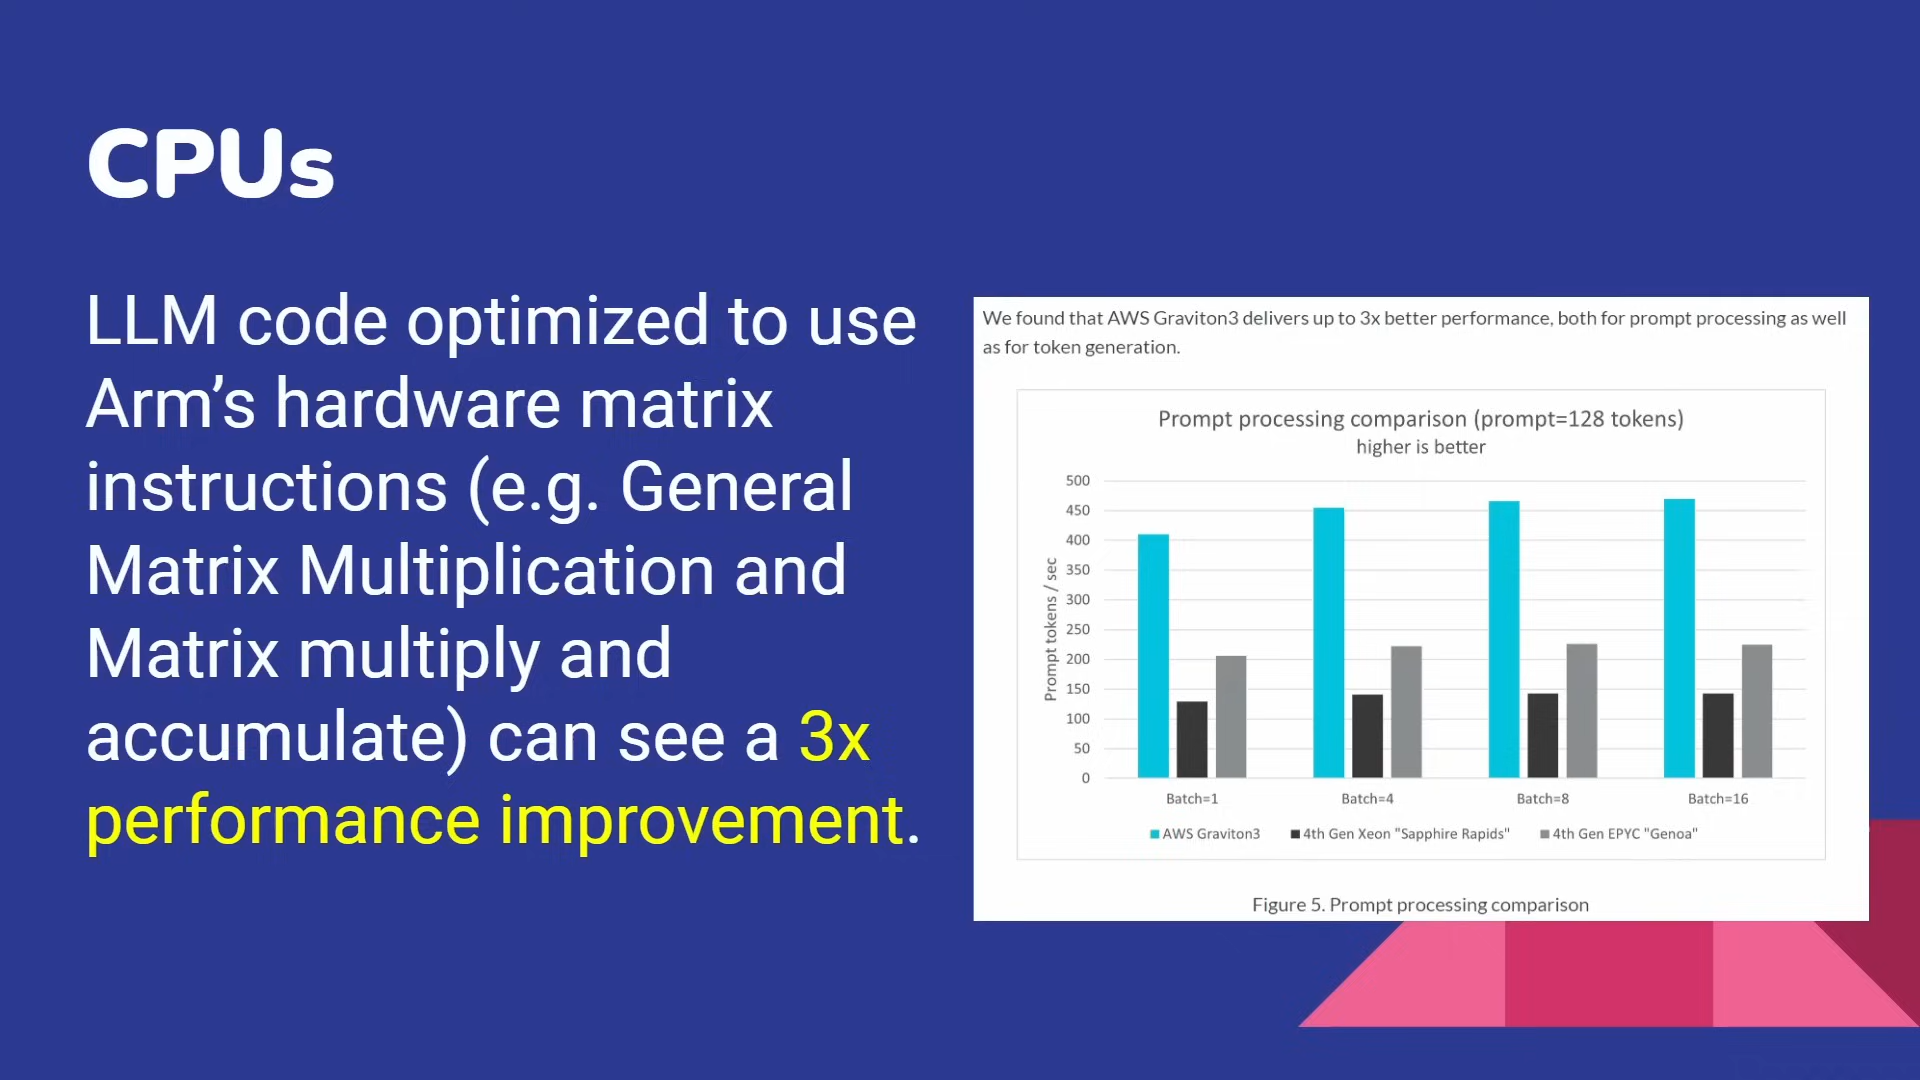 CPUs
LLM code optimized to use
Arm’s hardware matrix
instructions (e.g. General
Matrix Multiplication and
Matrix multiply and
accumulate) can see a 3x
performance improvement.
We found that AWS Graviton3 delivers up to 3x better performance, both for prompt processing as well
as for token generation.
Prompt processing comparison (prompt=128 tokens)
higher is better
Prompt tokens / sec
500
450
400
350
300
250
200
150
100
50
0
Batch=1 Batch=4 Batch=8 Batch=16
AWS Graviton3 4th Gen Xeon "Sapphire Rapids" 4th Gen EPYC "Genoa"
Figure 5. Prompt processing comparison